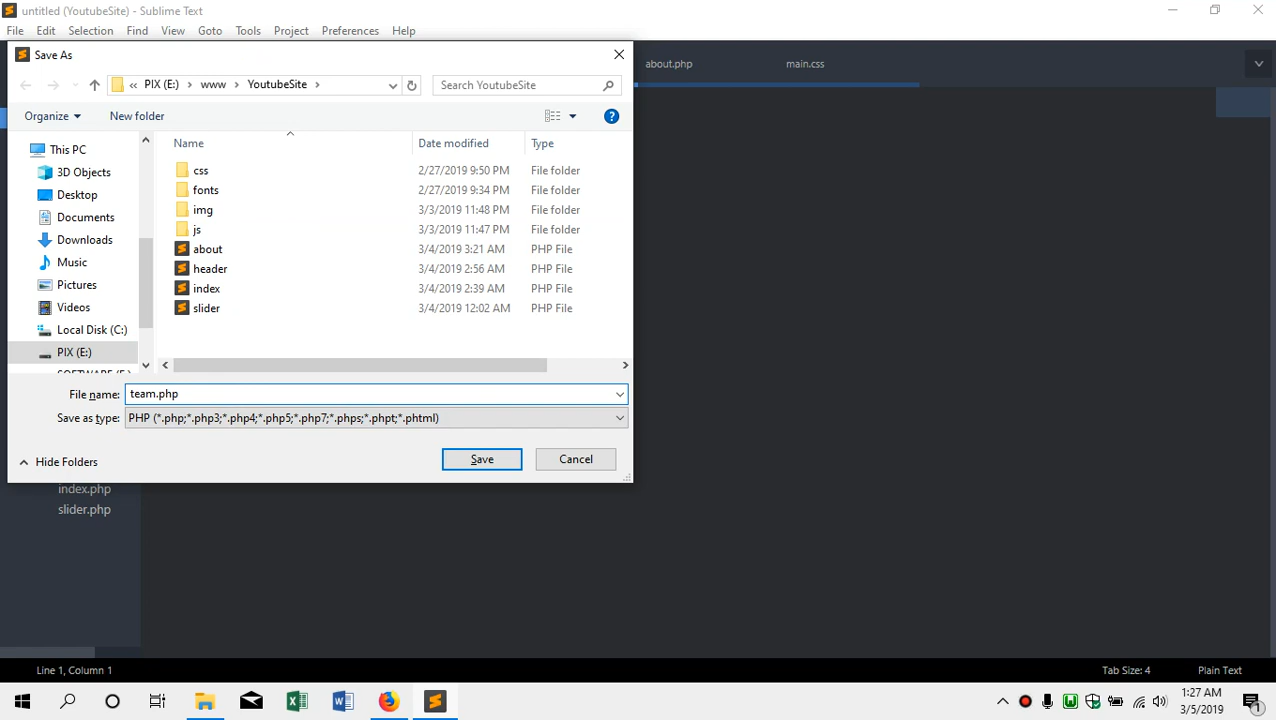 untitled (YoutubeSite) - Sublime Text
File Edit Selection Find View Goto Tools Project Preferences Help
Save As
about.php main.css
« PIX (E:) › www › YoutubeSite › Search YoutubeSite
Organize New folder
Name Date modified Type
This PC
3D Objects
Desktop
Documents
Downloads
Music
Pictures
Videos
Local Disk (C:)
PIX (E:)
css 2/27/2019 9:50 PM File folder
fonts 2/27/2019 9:34 PM File folder
img 3/3/2019 11:48 PM File folder
js 3/3/2019 11:47 PM File folder
about 3/4/2019 3:21 AM PHP File
header 3/4/2019 2:56 AM PHP File
index 3/4/2019 2:39 AM PHP File
slider 3/4/2019 12:02 AM PHP File
File name: team.php
Save as type: PHP (*.php;*.php3;*.php4;*.php5;*.php7;*.phps;*.phpt;*.phtml)
Hide Folders Save Cancel
index.php
slider.php
Line 1, Column 1 Tab Size: 4 Plain Text
1:27 AM
3/5/2019
1